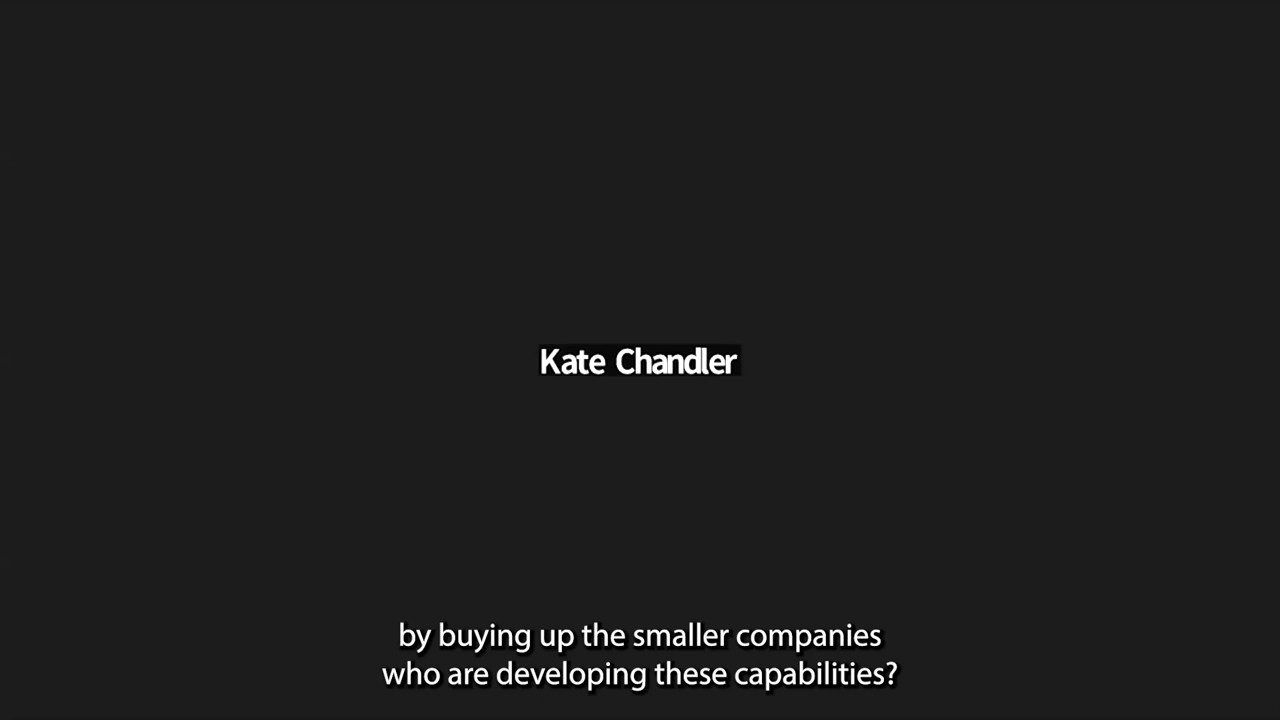 Kate Chandler
by buying up the smaller companies
who are developing these capabilities?